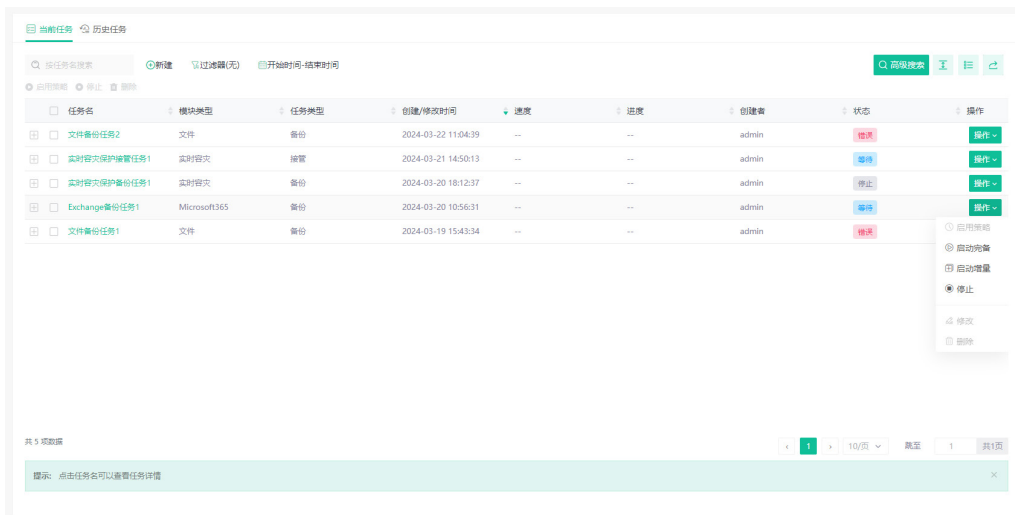 当前任务 历史任务
按任务名搜索 新建 过滤器(无) 开始时间-结束时间 高级搜索
启用策略 停止 删除
任务名 模块类型 任务类型 创建/修改时间 速度 进度 创建者 状态 操作
文件备份任务2 文件 备份 2024-03-22 11:04:39 -- -- admin 错误 操作
实时容灾保护接管任务1 实时容灾 接管 2024-03-21 14:50:13 -- -- admin 等待 操作
实时容灾保护备份任务1 实时容灾 备份 2024-03-20 18:12:37 -- -- admin 停止 操作
Exchange备份任务1 Microsoft365 备份 2024-03-20 10:56:31 -- -- admin 等待 操作
文件备份任务1 文件 备份 2024-03-19 15:43:34 -- -- admin 错误
启用策略
启动完备
启动增量
停止
修改
删除
共 5 项数据 1 10/页 跳至 1 共1页
提示: 点击任务名可以查看任务详情